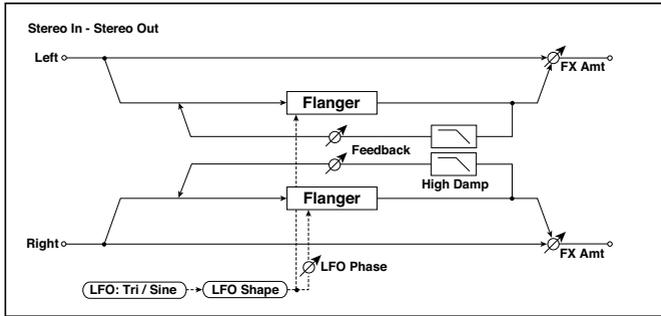 Stereo In - Stereo Out
Left
FX Amt
Flanger
Feedback
High Damp
Flanger
Right
FX Amt
LFO Phase
LFO: Tri / Sine
LFO Shape